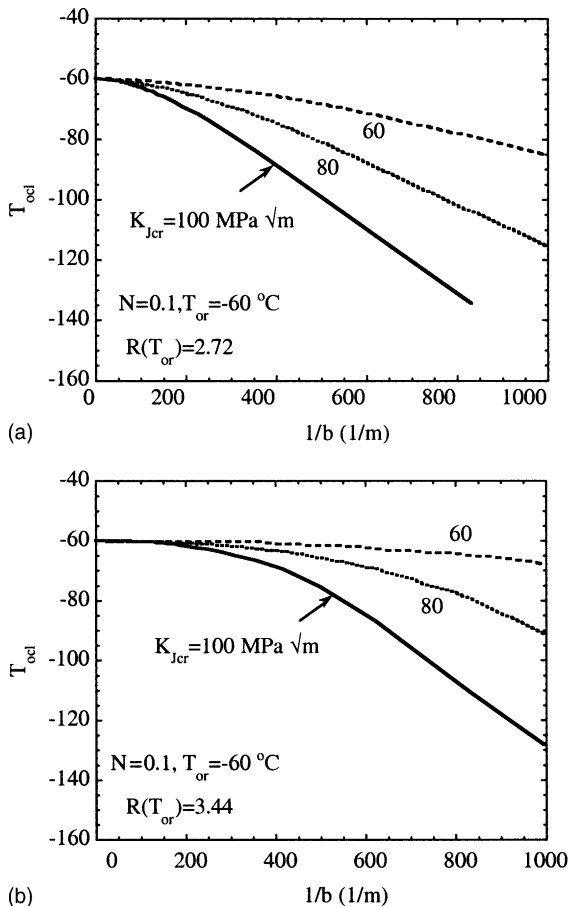 -40
-60
60
-80
80
-100
T_ocl
K_Jcr=100 MPa √m
-120
N=0.1,T_or=-60 °C
-140
R(T_or)=2.72
-160
0 200 400 600 800 1000
(a)
1/b (1/m)
-40
-60
60
-80
80
K_Jcr=100 MPa √m
-100
T_ocl
-120
N=0.1, T_or=-60 °C
-140
R(T_or)=3.44
-160
0 200 400 600 800 1000
(b)
1/b (1/m)